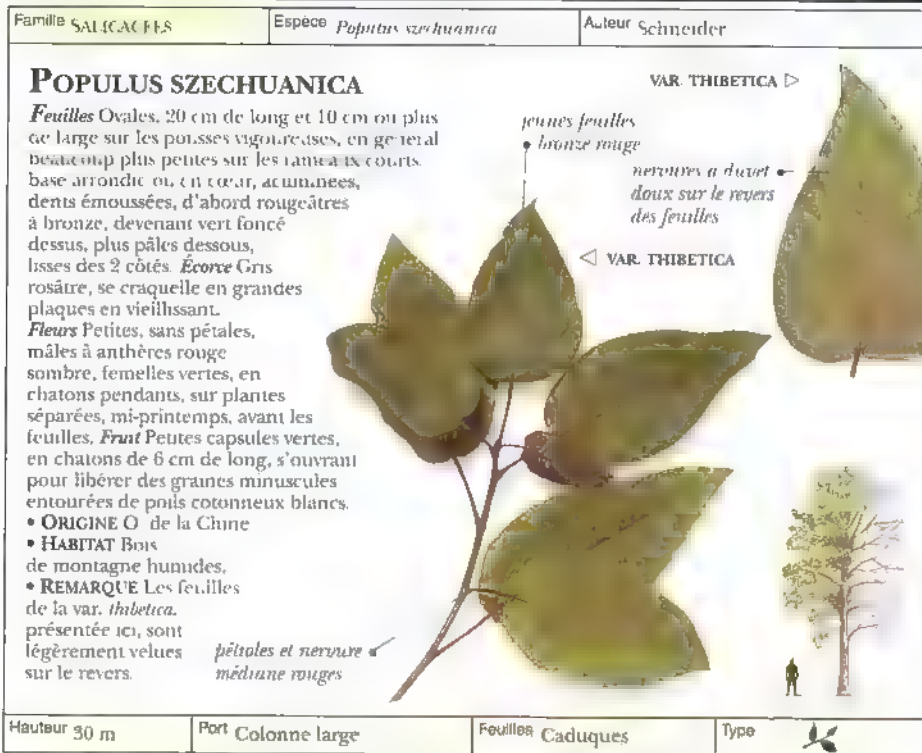 Famille SALICACEES
Espèce Populus szechuanica
Auteur Schneider
POPULUS SZECHUANICA
Feuilles Ovales, 20 cm de long et 10 cm ou plus
de large sur les pousses vigoureuses, en général
beaucoup plus petites sur les rameaux courts.
base arrondie ou en cœur, acuminées,
dents émoussées, d'abord rougeâtres
à bronze, devenant vert foncé
dessus, plus pâles dessous,
lisses des 2 côtés. Écorce Gris
rosâtre, se craquelle en grandes
plaques en vieillissant.
Fleurs Petites, sans pétales,
mâles à anthères rouge
sombre, femelles vertes, en
chatons pendants, sur plantes
séparées, mi-printemps, avant les
feuilles. Fruit Petites capsules vertes,
en chatons de 6 cm de long, s'ouvrant
pour libérer des graines minuscules
entourées de poils cotonneux blancs.
• ORIGINE O de la Chine
• HABITAT Bois
de montagne humides.
• REMARQUE Les feuilles
de la var. thibetica,
présentée ici, sont
légèrement velues
sur le revers.
VAR. THIBETICA ▷
jeunes feuilles
bronze rouge
nervures a duvet
doux sur le revers
des feuilles
◁ VAR. THIBETICA
pétioles et nervure
médiane rouges
Hauteur 30 m
Port Colonne large
Feuilles Caduques
Type